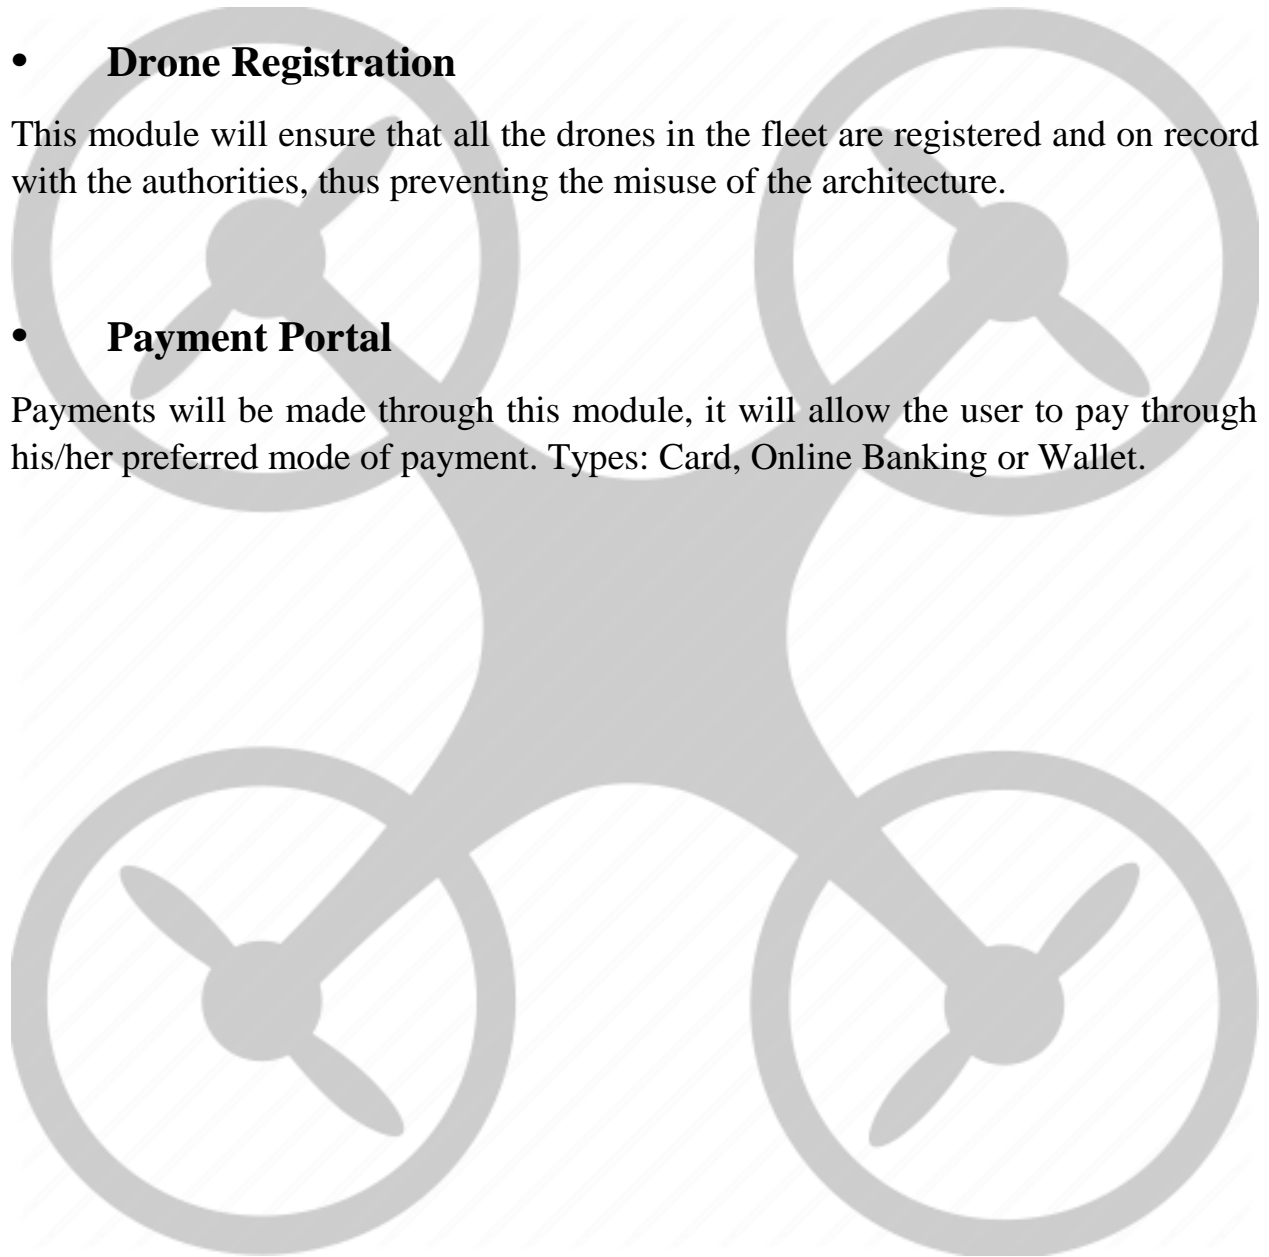 • Drone Registration
This module will ensure that all the drones in the fleet are registered and on record
with the authorities, thus preventing the misuse of the architecture.
• Payment Portal
Payments will be made through this module, it will allow the user to pay through
his/her preferred mode of payment. Types: Card, Online Banking or Wallet.